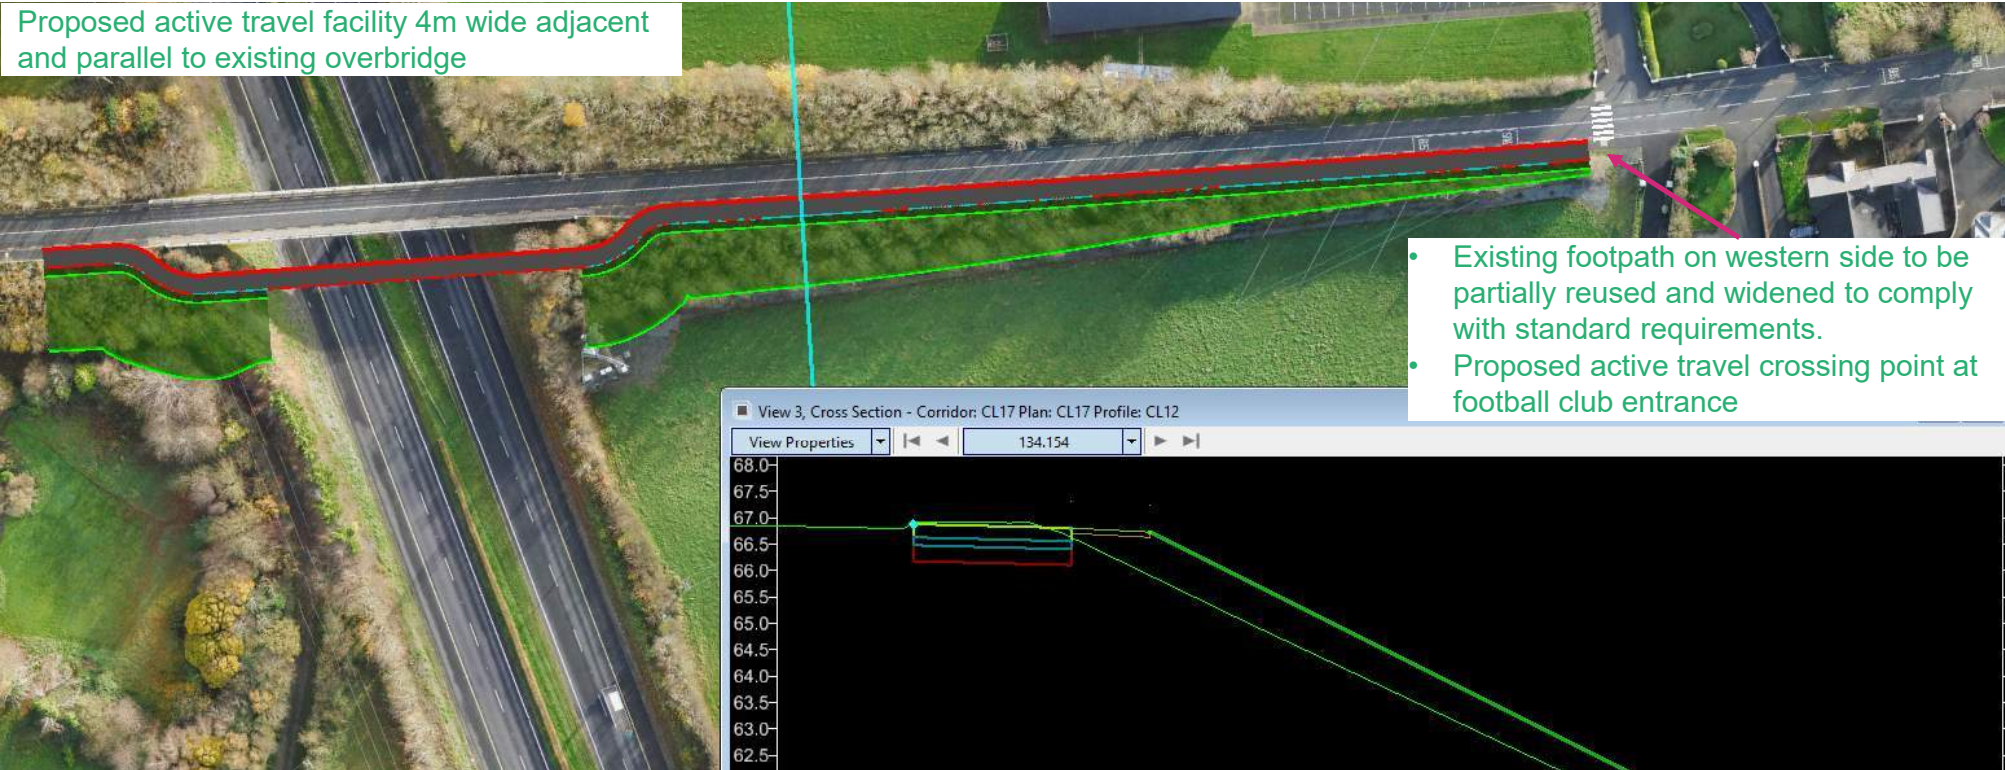 Proposed active travel facility 4m wide adjacent
and parallel to existing overbridge
• Existing footpath on western side to be
partially reused and widened to comply
with standard requirements.
• Proposed active travel crossing point at
football club entrance
View 3, Cross Section - Corridor: CL17 Plan: CL17 Profile: CL12
View Properties
134.154
68.0
67.5
67.0
66.5
66.0
65.5
65.0
64.5
64.0
63.5
63.0
62.5